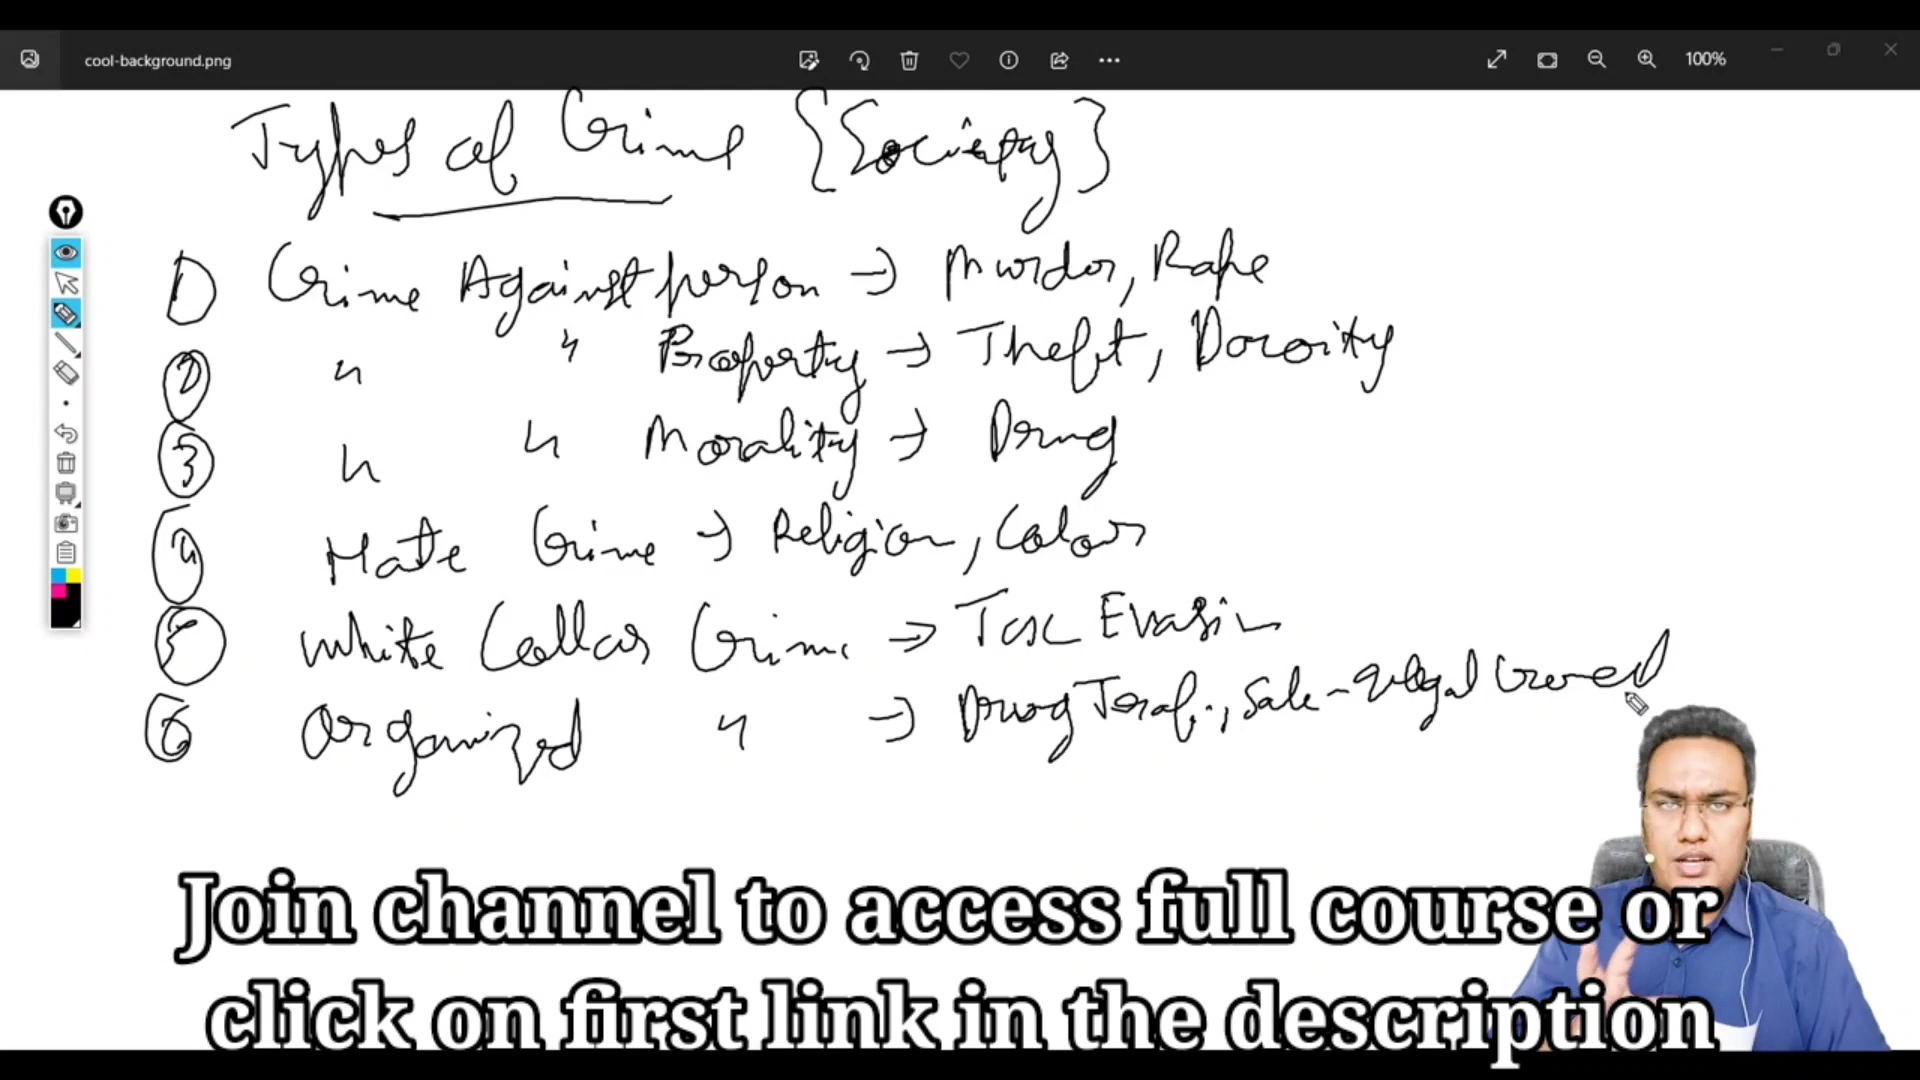 cool-background.png
100%
Types of Crime {Society}
1) Crime Against person → Murder, Rape
2 " " Property → Theft, Dacoity
3 " " Morality → Drug
4 Hate Crime → Religion, Colour
5 White Collar Crime → Tax Evasion
6 Organized " → Drug Traf.., Sale - illegal
Join channel to access full course or
click on first link in the description